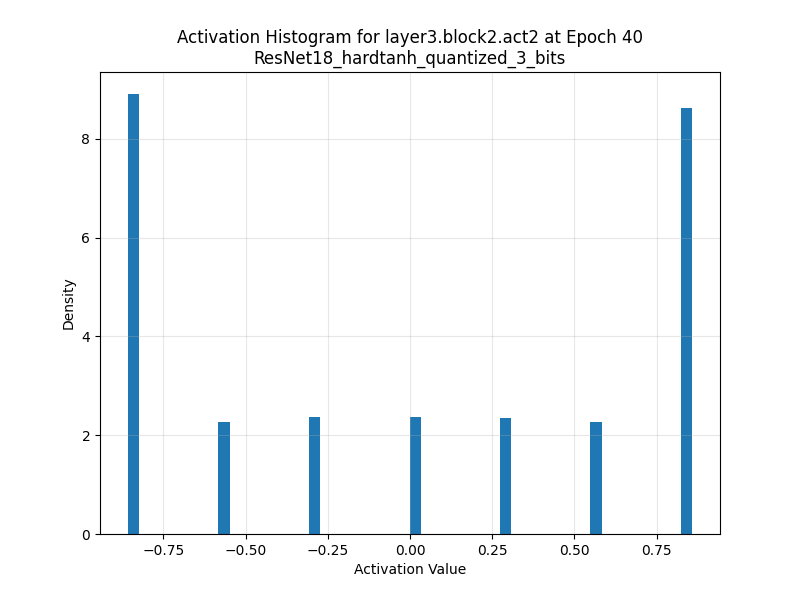 Activation Histogram for layer3.block2.act2 at Epoch 40
ResNet18_hardtanh_quantized_3_bits
8
6
4
2
0
Density
−0.75 −0.50 −0.25 0.00 0.25 0.50 0.75
Activation Value